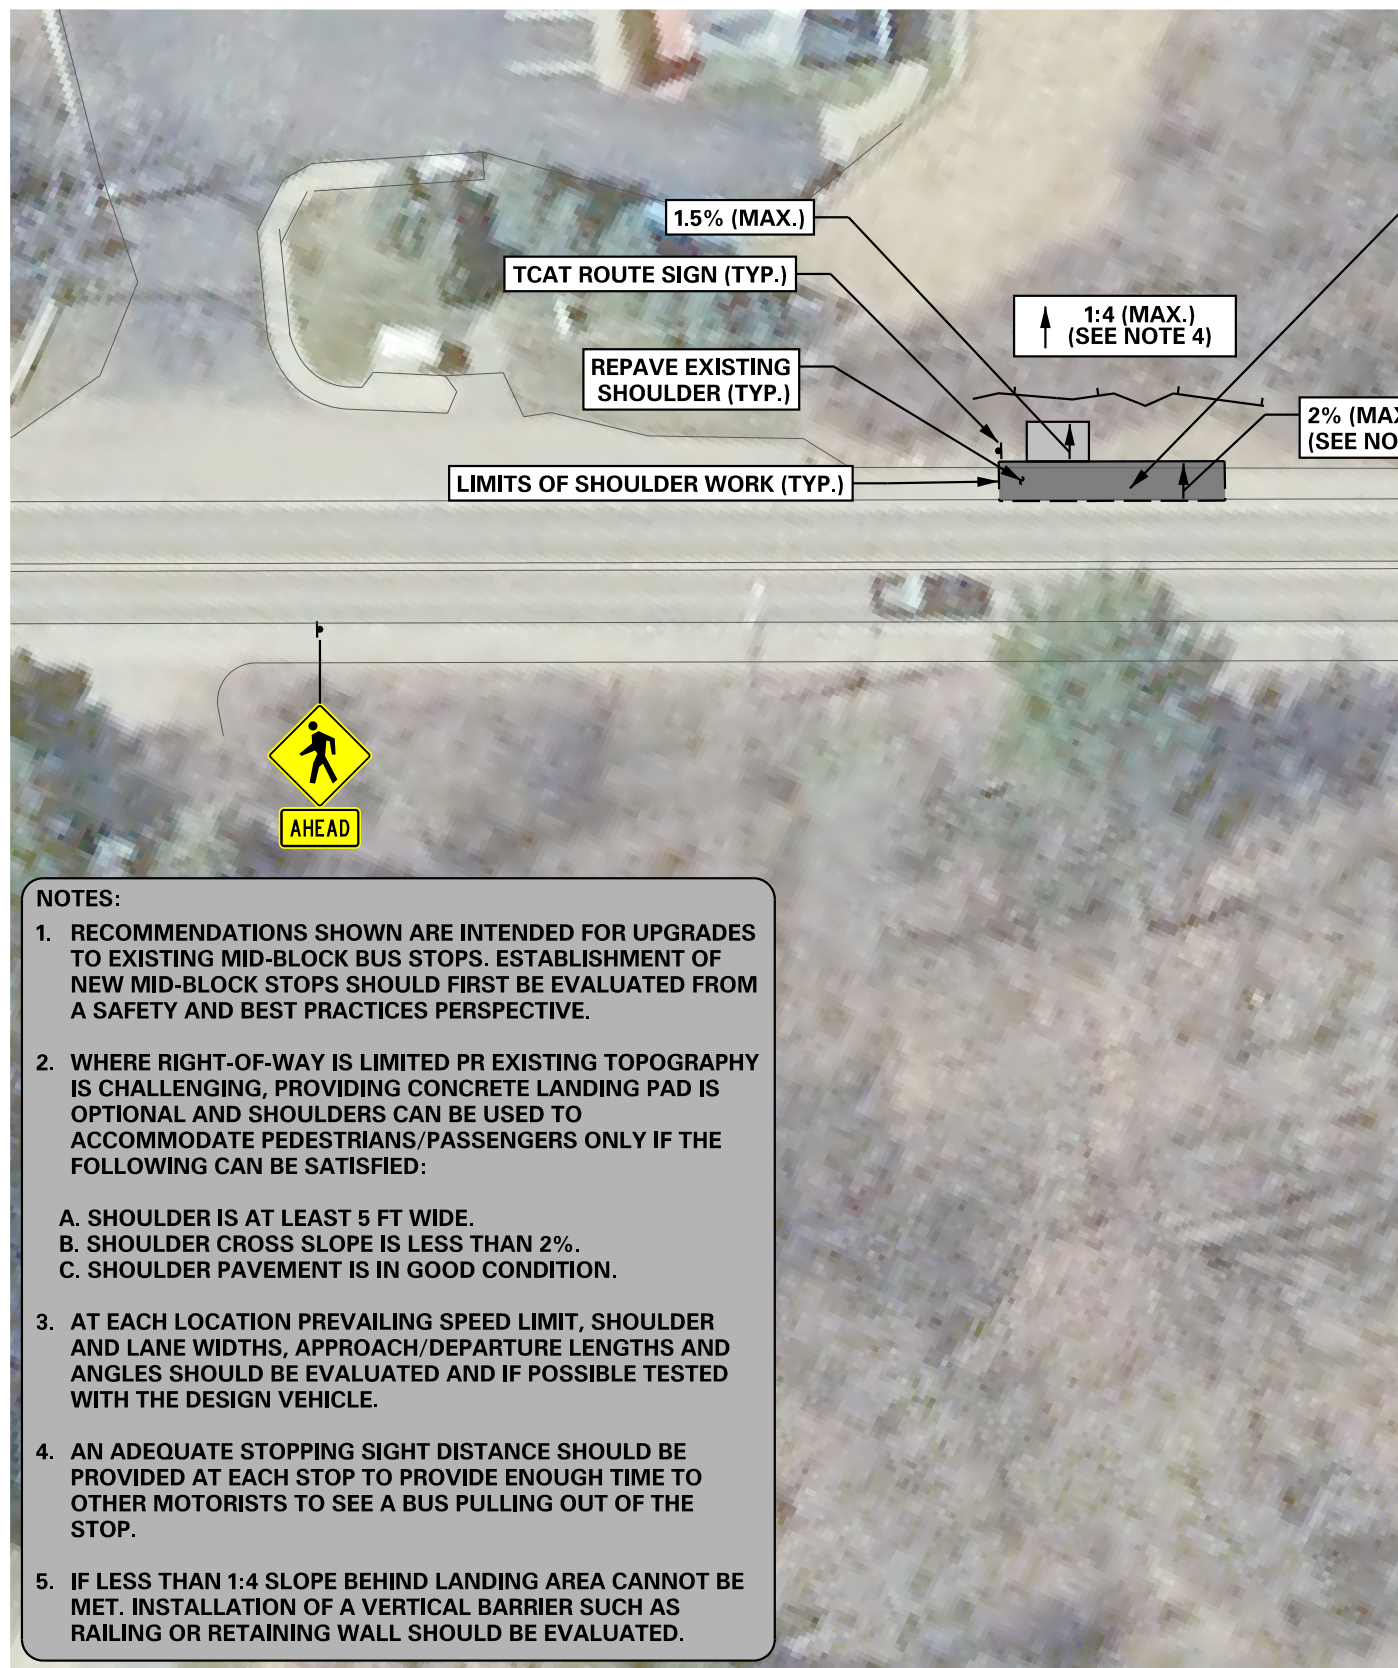 1.5% (MAX.)
TCAT ROUTE SIGN (TYP.)
1:4 (MAX.)
(SEE NOTE 4)
REPAVE EXISTING
SHOULDER (TYP.)
2% (MAX
(SEE NO
LIMITS OF SHOULDER WORK (TYP.)
AHEAD
NOTES:
1. RECOMMENDATIONS SHOWN ARE INTENDED FOR UPGRADES
TO EXISTING MID-BLOCK BUS STOPS. ESTABLISHMENT OF
NEW MID-BLOCK STOPS SHOULD FIRST BE EVALUATED FROM
A SAFETY AND BEST PRACTICES PERSPECTIVE.
2. WHERE RIGHT-OF-WAY IS LIMITED PR EXISTING TOPOGRAPHY
IS CHALLENGING, PROVIDING CONCRETE LANDING PAD IS
OPTIONAL AND SHOULDERS CAN BE USED TO
ACCOMMODATE PEDESTRIANS/PASSENGERS ONLY IF THE
FOLLOWING CAN BE SATISFIED:
A. SHOULDER IS AT LEAST 5 FT WIDE.
B. SHOULDER CROSS SLOPE IS LESS THAN 2%.
C. SHOULDER PAVEMENT IS IN GOOD CONDITION.
3. AT EACH LOCATION PREVAILING SPEED LIMIT, SHOULDER
AND LANE WIDTHS, APPROACH/DEPARTURE LENGTHS AND
ANGLES SHOULD BE EVALUATED AND IF POSSIBLE TESTED
WITH THE DESIGN VEHICLE.
4. AN ADEQUATE STOPPING SIGHT DISTANCE SHOULD BE
PROVIDED AT EACH STOP TO PROVIDE ENOUGH TIME TO
OTHER MOTORISTS TO SEE A BUS PULLING OUT OF THE
STOP.
5. IF LESS THAN 1:4 SLOPE BEHIND LANDING AREA CANNOT BE
MET. INSTALLATION OF A VERTICAL BARRIER SUCH AS
RAILING OR RETAINING WALL SHOULD BE EVALUATED.